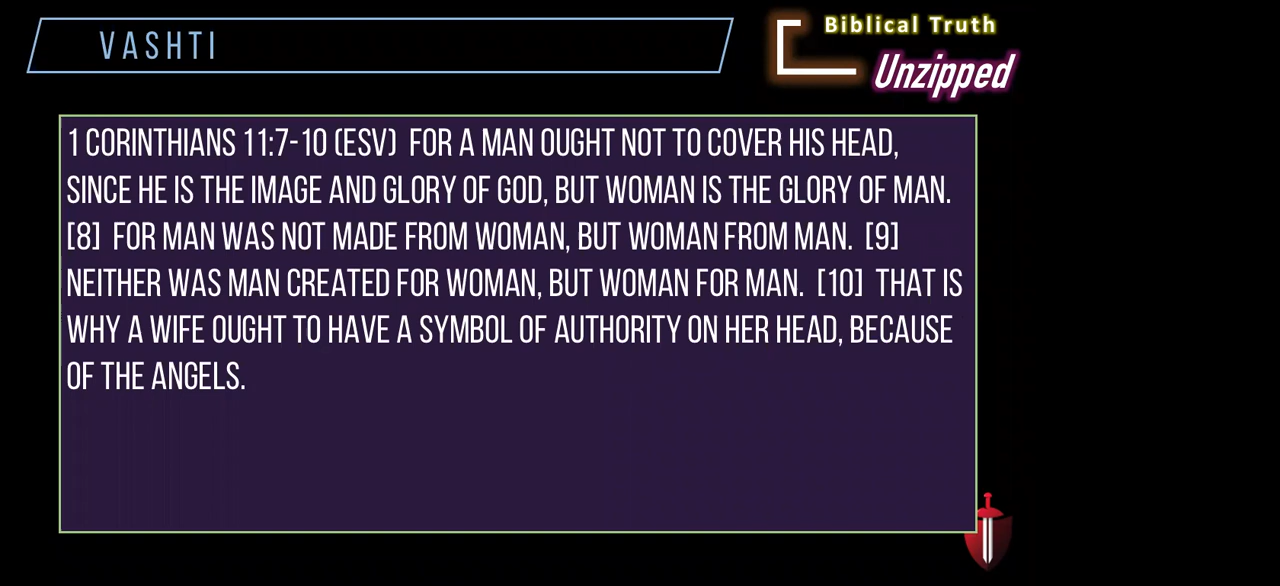 VASHTI
Biblical Truth
Unzipped
1 CORINTHIANS 11:7-10 (ESV) FOR A MAN OUGHT NOT TO COVER HIS HEAD,
SINCE HE IS THE IMAGE AND GLORY OF GOD, BUT WOMAN IS THE GLORY OF MAN.
[8] FOR MAN WAS NOT MADE FROM WOMAN, BUT WOMAN FROM MAN. [9]
NEITHER WAS MAN CREATED FOR WOMAN, BUT WOMAN FOR MAN. [10] THAT IS
WHY A WIFE OUGHT TO HAVE A SYMBOL OF AUTHORITY ON HER HEAD, BECAUSE
OF THE ANGELS.